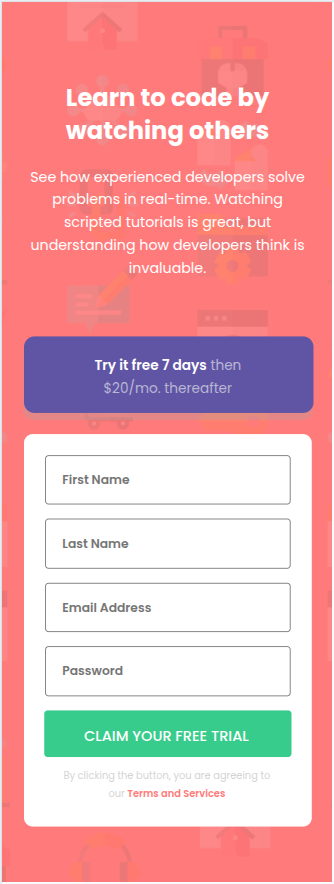 Learn to code by
watching others
See how experienced developers solve
problems in real-time. Watching
scripted tutorials is great, but
understanding how developers think is
invaluable.
Try it free 7 days then
$20/mo. thereafter
First Name
Last Name
Email Address
Password
CLAIM YOUR FREE TRIAL
By clicking the button, you are agreeing to
our Terms and Services